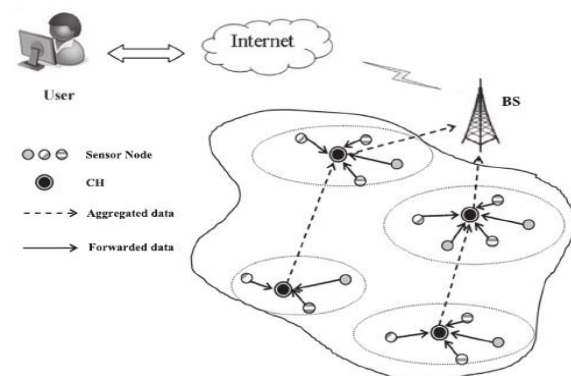 Internet
User
BS
Sensor Node
CH
Aggregated data
Forwarded data